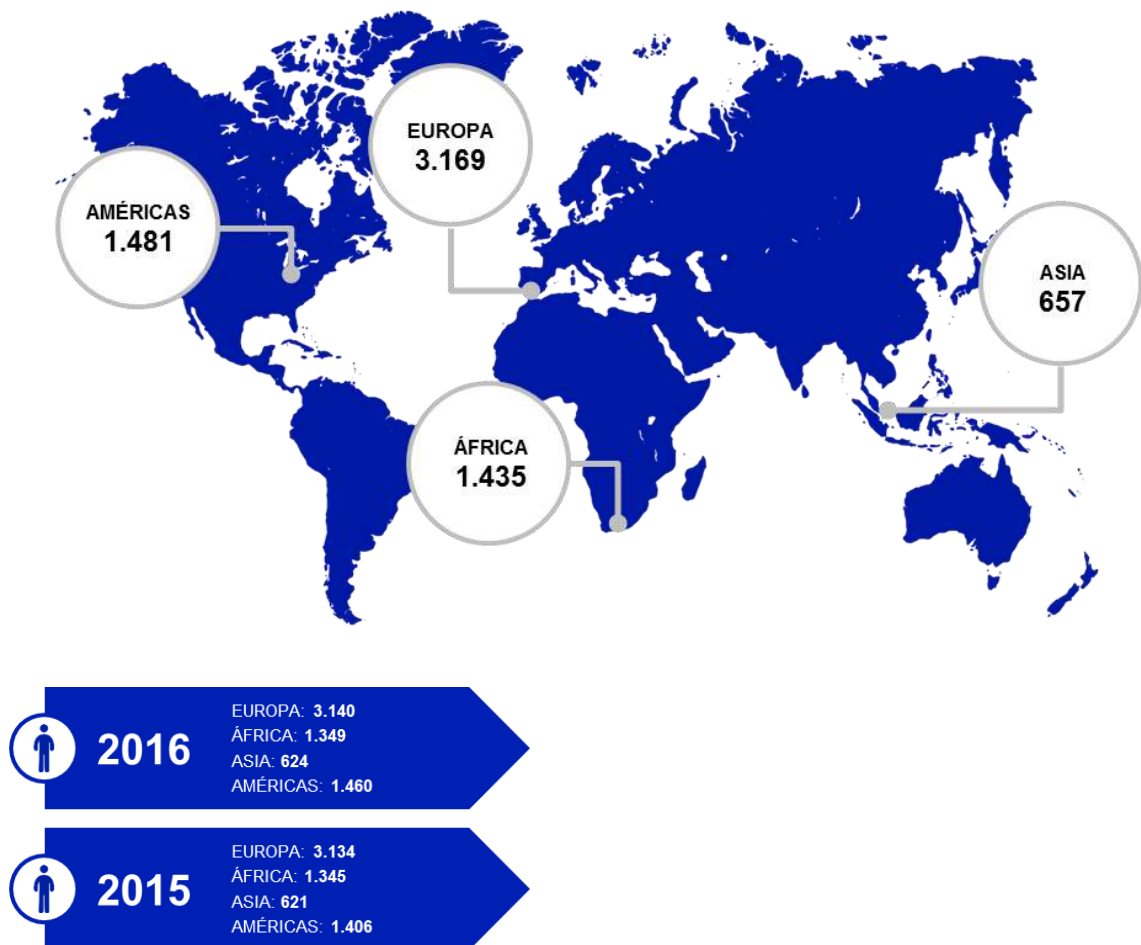 EUROPA
3.169
AMÉRICAS
1.481
ASIA
657
ÁFRICA
1.435
2016
EUROPA: 3.140
ÁFRICA: 1.349
ASIA: 624
AMÉRICAS: 1.460
2015
EUROPA: 3.134
ÁFRICA: 1.345
ASIA: 621
AMÉRICAS: 1.406